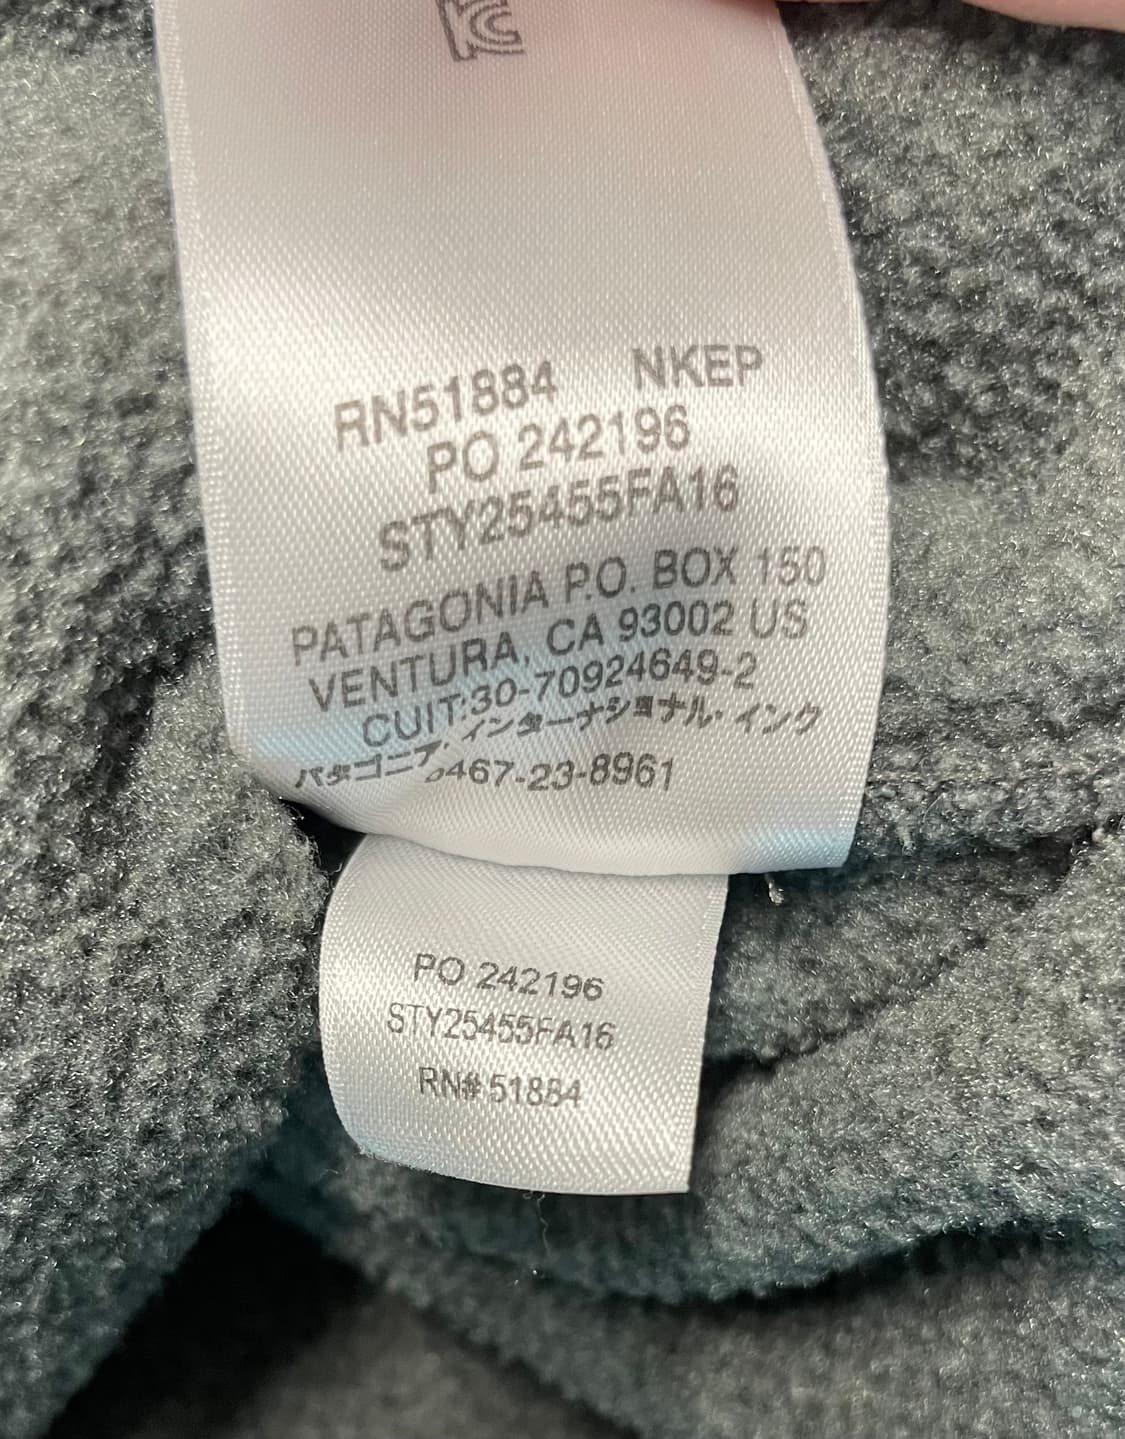 KC
RN51884 NKEP
PO 242196
STY25455FA16
PATAGONIA P.O. BOX 150
VENTURA, CA 93002 US
CUIT:30-70924649-2
パタゴニア・インターナショナル・インク
0467-23-8961
PO 242196
STY25455FA16
RN# 51884